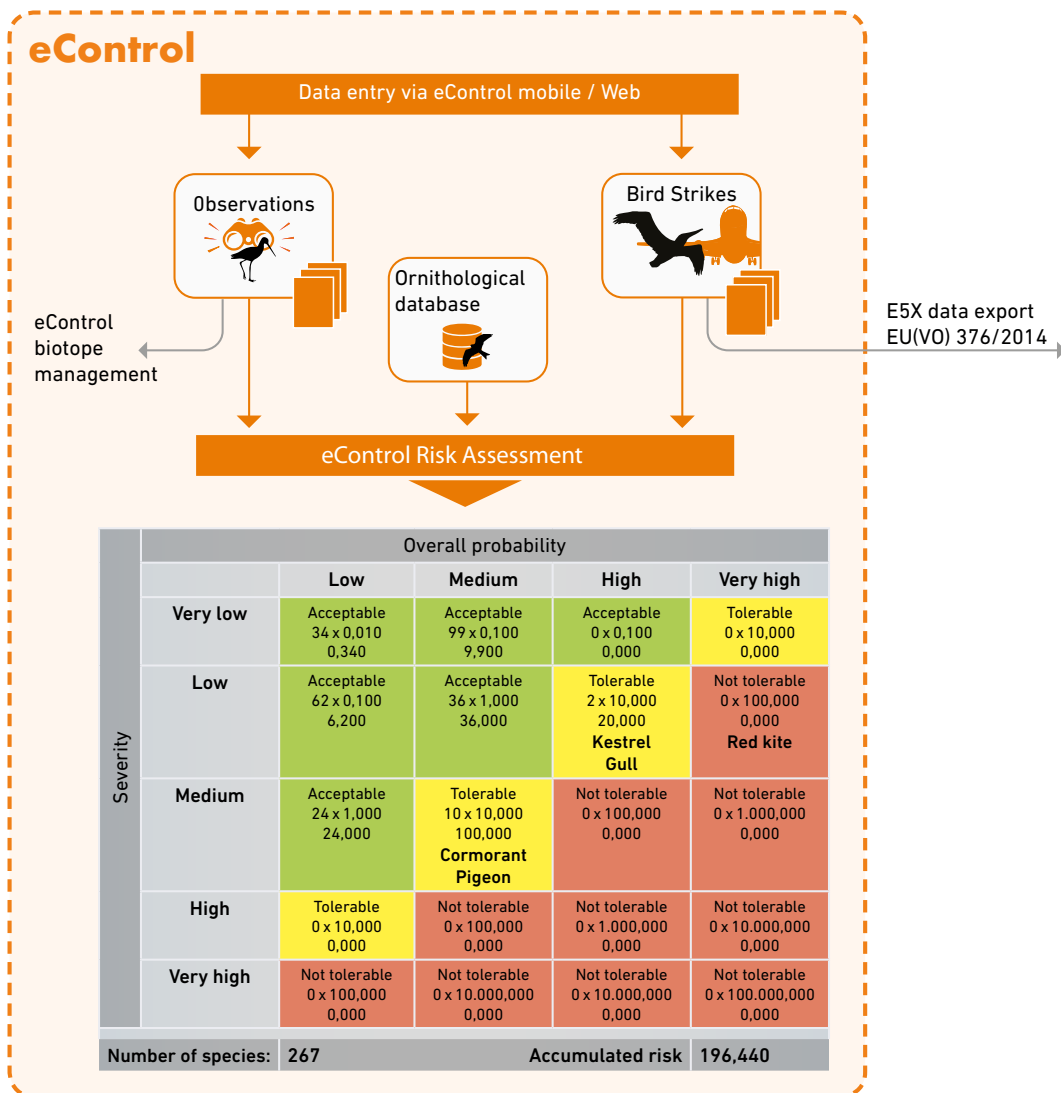 eControl
Data entry via eControl mobile / Web
Observations
Bird Strikes
Ornithological
database
eControl
biotope
management
E5X data export
EU(VO) 376/2014
eControl Risk Assessment
Overall probability
Low Medium High Very high
Severity
Very low
Acceptable
34 x 0,010
0,340
Acceptable
99 x 0,100
9,900
Acceptable
0 x 0,100
0,000
Tolerable
0 x 10,000
0,000
Low
Acceptable
62 x 0,100
6,200
Acceptable
36 x 1,000
36,000
Tolerable
2 x 10,000
20,000
Kestrel
Gull
Not tolerable
0 x 100,000
0,000
Red kite
Medium
Acceptable
24 x 1,000
24,000
Tolerable
10 x 10,000
100,000
Cormorant
Pigeon
Not tolerable
0 x 100,000
0,000
Not tolerable
0 x 1.000,000
0,000
High
Tolerable
0 x 10,000
0,000
Not tolerable
0 x 100,000
0,000
Not tolerable
0 x 1.000,000
0,000
Not tolerable
0 x 10.000,000
0,000
Very high
Not tolerable
0 x 100,000
0,000
Not tolerable
0 x 10.000,000
0,000
Not tolerable
0 x 10.000,000
0,000
Not tolerable
0 x 100.000,000
0,000
Number of species: 267 Accumulated risk 196,440